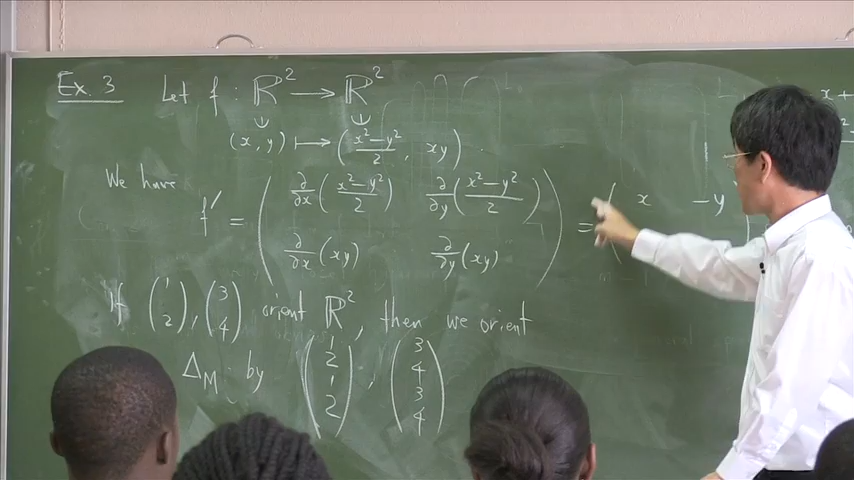 Ex. 3 Let f : ℝ² → ℝ²
(x, y) ↦ ( (x²−y²)/2 , xy )
We have
f′ = ( ∂/∂x ((x²−y²)/2) ∂/∂y ((x²−y²)/2) ) = ( x −y
∂/∂x (xy) ∂/∂y (xy)
If (1 2), (3 4) orient ℝ², then we orient
Δ_M by (1 2 1 2), (3 4 3 4)
x+